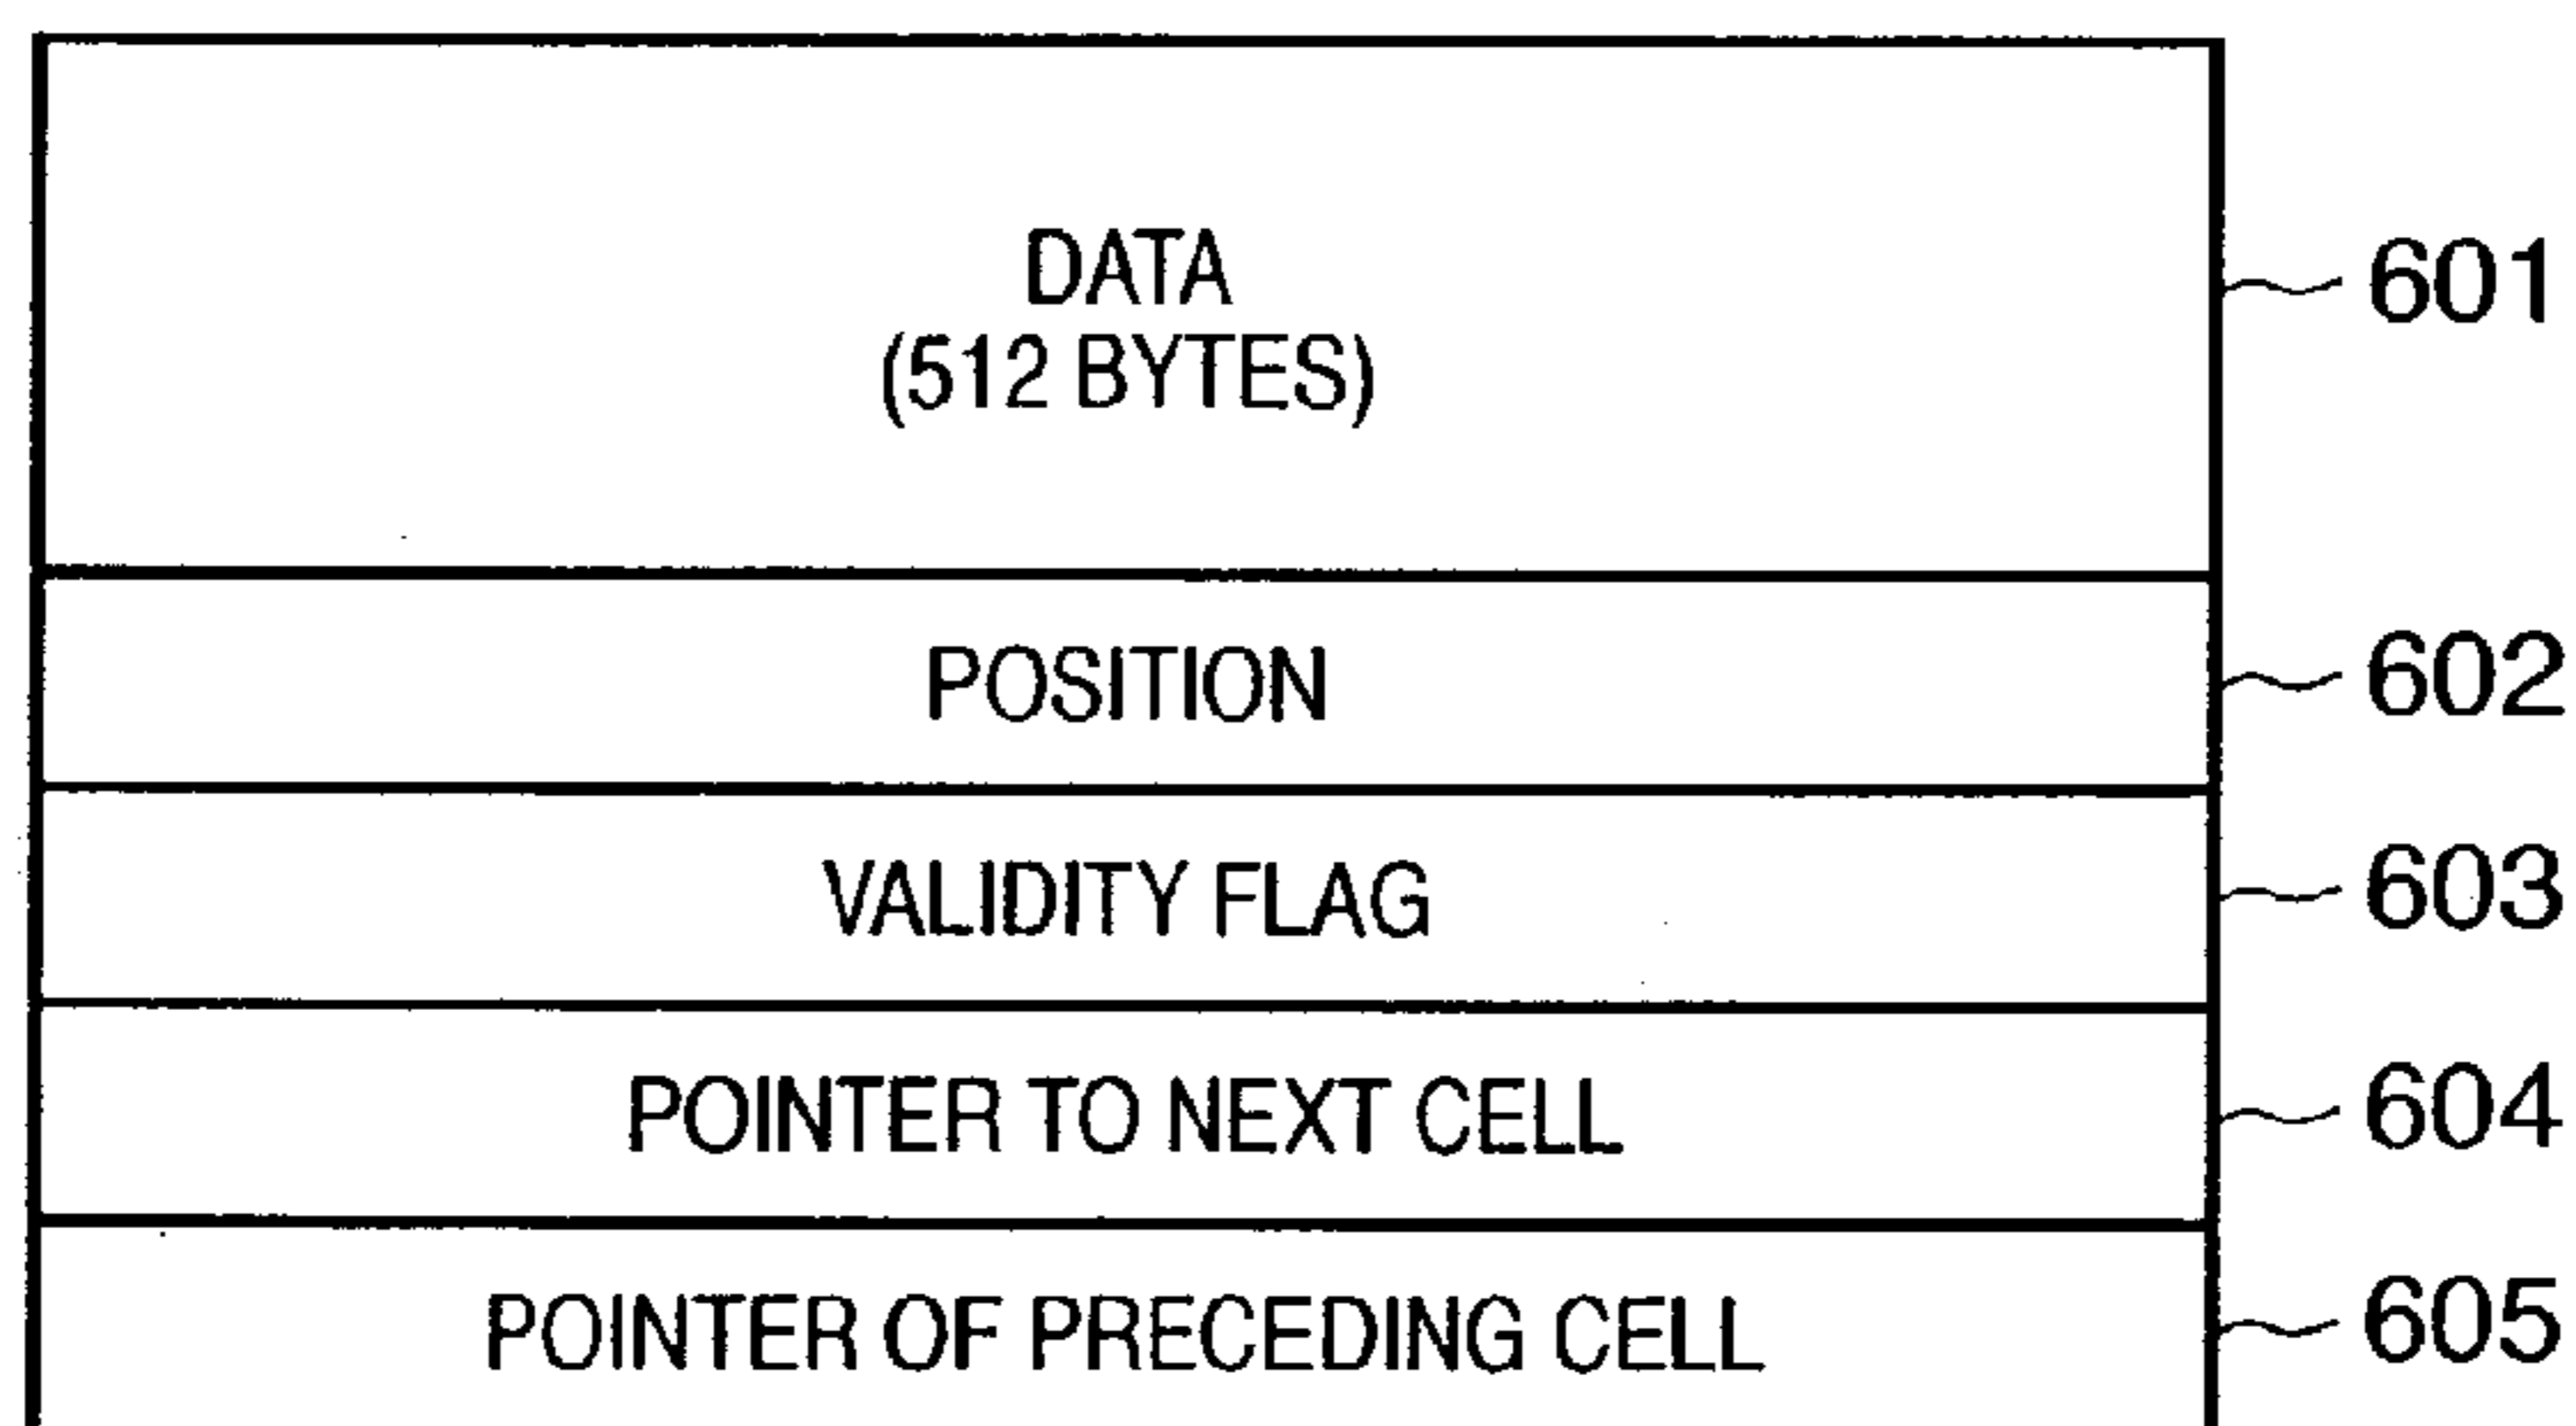 DATA
(512 BYTES)
601
POSITION
602
VALIDITY FLAG
603
POINTER TO NEXT CELL
604
POINTER OF PRECEDING CELL
605